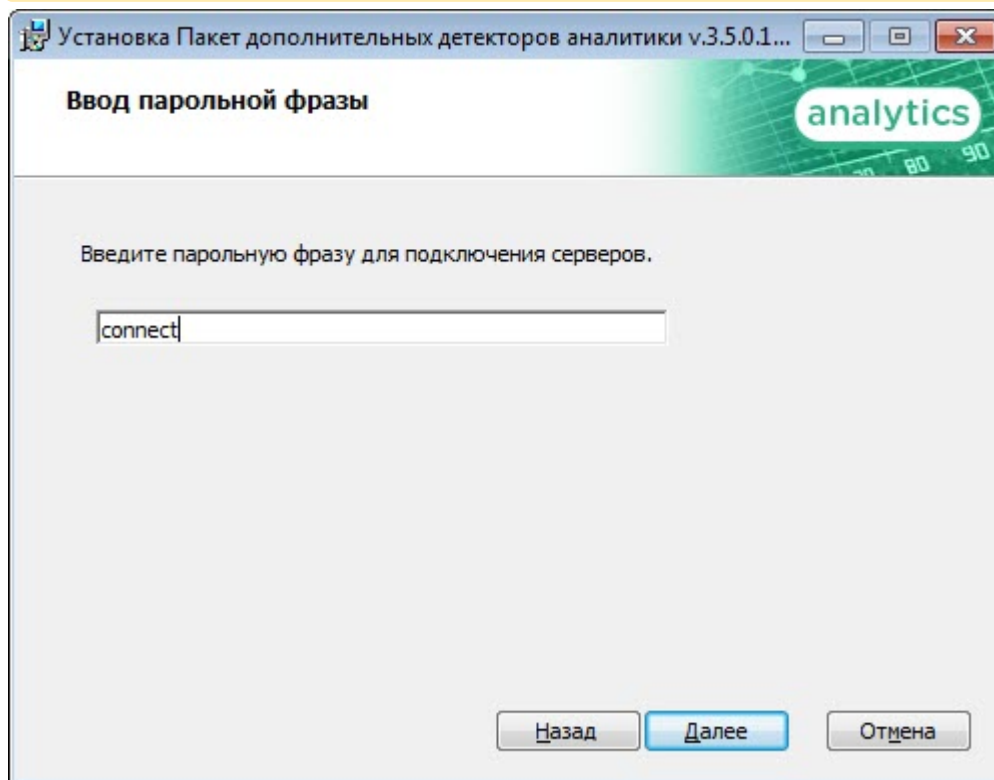 Установка Пакет дополнительных детекторов аналитики v.3.5.0.1...
Ввод парольной фразы
analytics
80
90
Введите парольную фразу для подключения серверов.
connect
Назад
Далее
Отмена